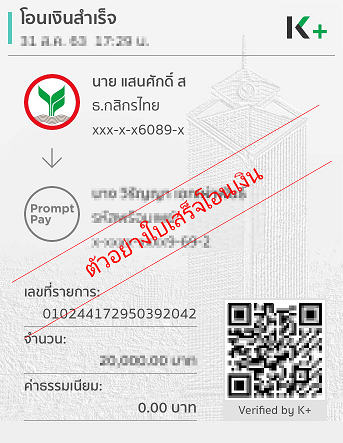 โอนเงินสำเร็จ
31 ส.ค. 63 17:29 น.
K+
นาย แสนศักดิ์ ส
ธ.กสิกรไทย
xxx-x-x6089-x
Prompt
Pay
ตัวอย่างใบเสร็จโอนเงิน
เลขที่รายการ:
010244172950392042
จำนวน:
20,000.00 บาท
ค่าธรรมเนียม:
0.00 บาท
Verified by K+